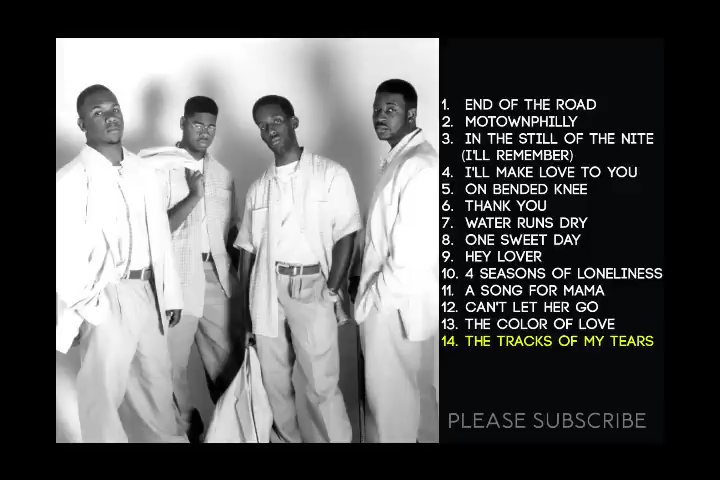 1. END OF THE ROAD
2. MOTOWNPHILLY
3. IN THE STILL OF THE NITE
(I'LL REMEMBER)
4. I'LL MAKE LOVE TO YOU
5. ON BENDED KNEE
6. THANK YOU
7. WATER RUNS DRY
8. ONE SWEET DAY
9. HEY LOVER
10. 4 SEASONS OF LONELINESS
11. A SONG FOR MAMA
12. CAN'T LET HER GO
13. THE COLOR OF LOVE
14. THE TRACKS OF MY TEARS
PLEASE SUBSCRIBE